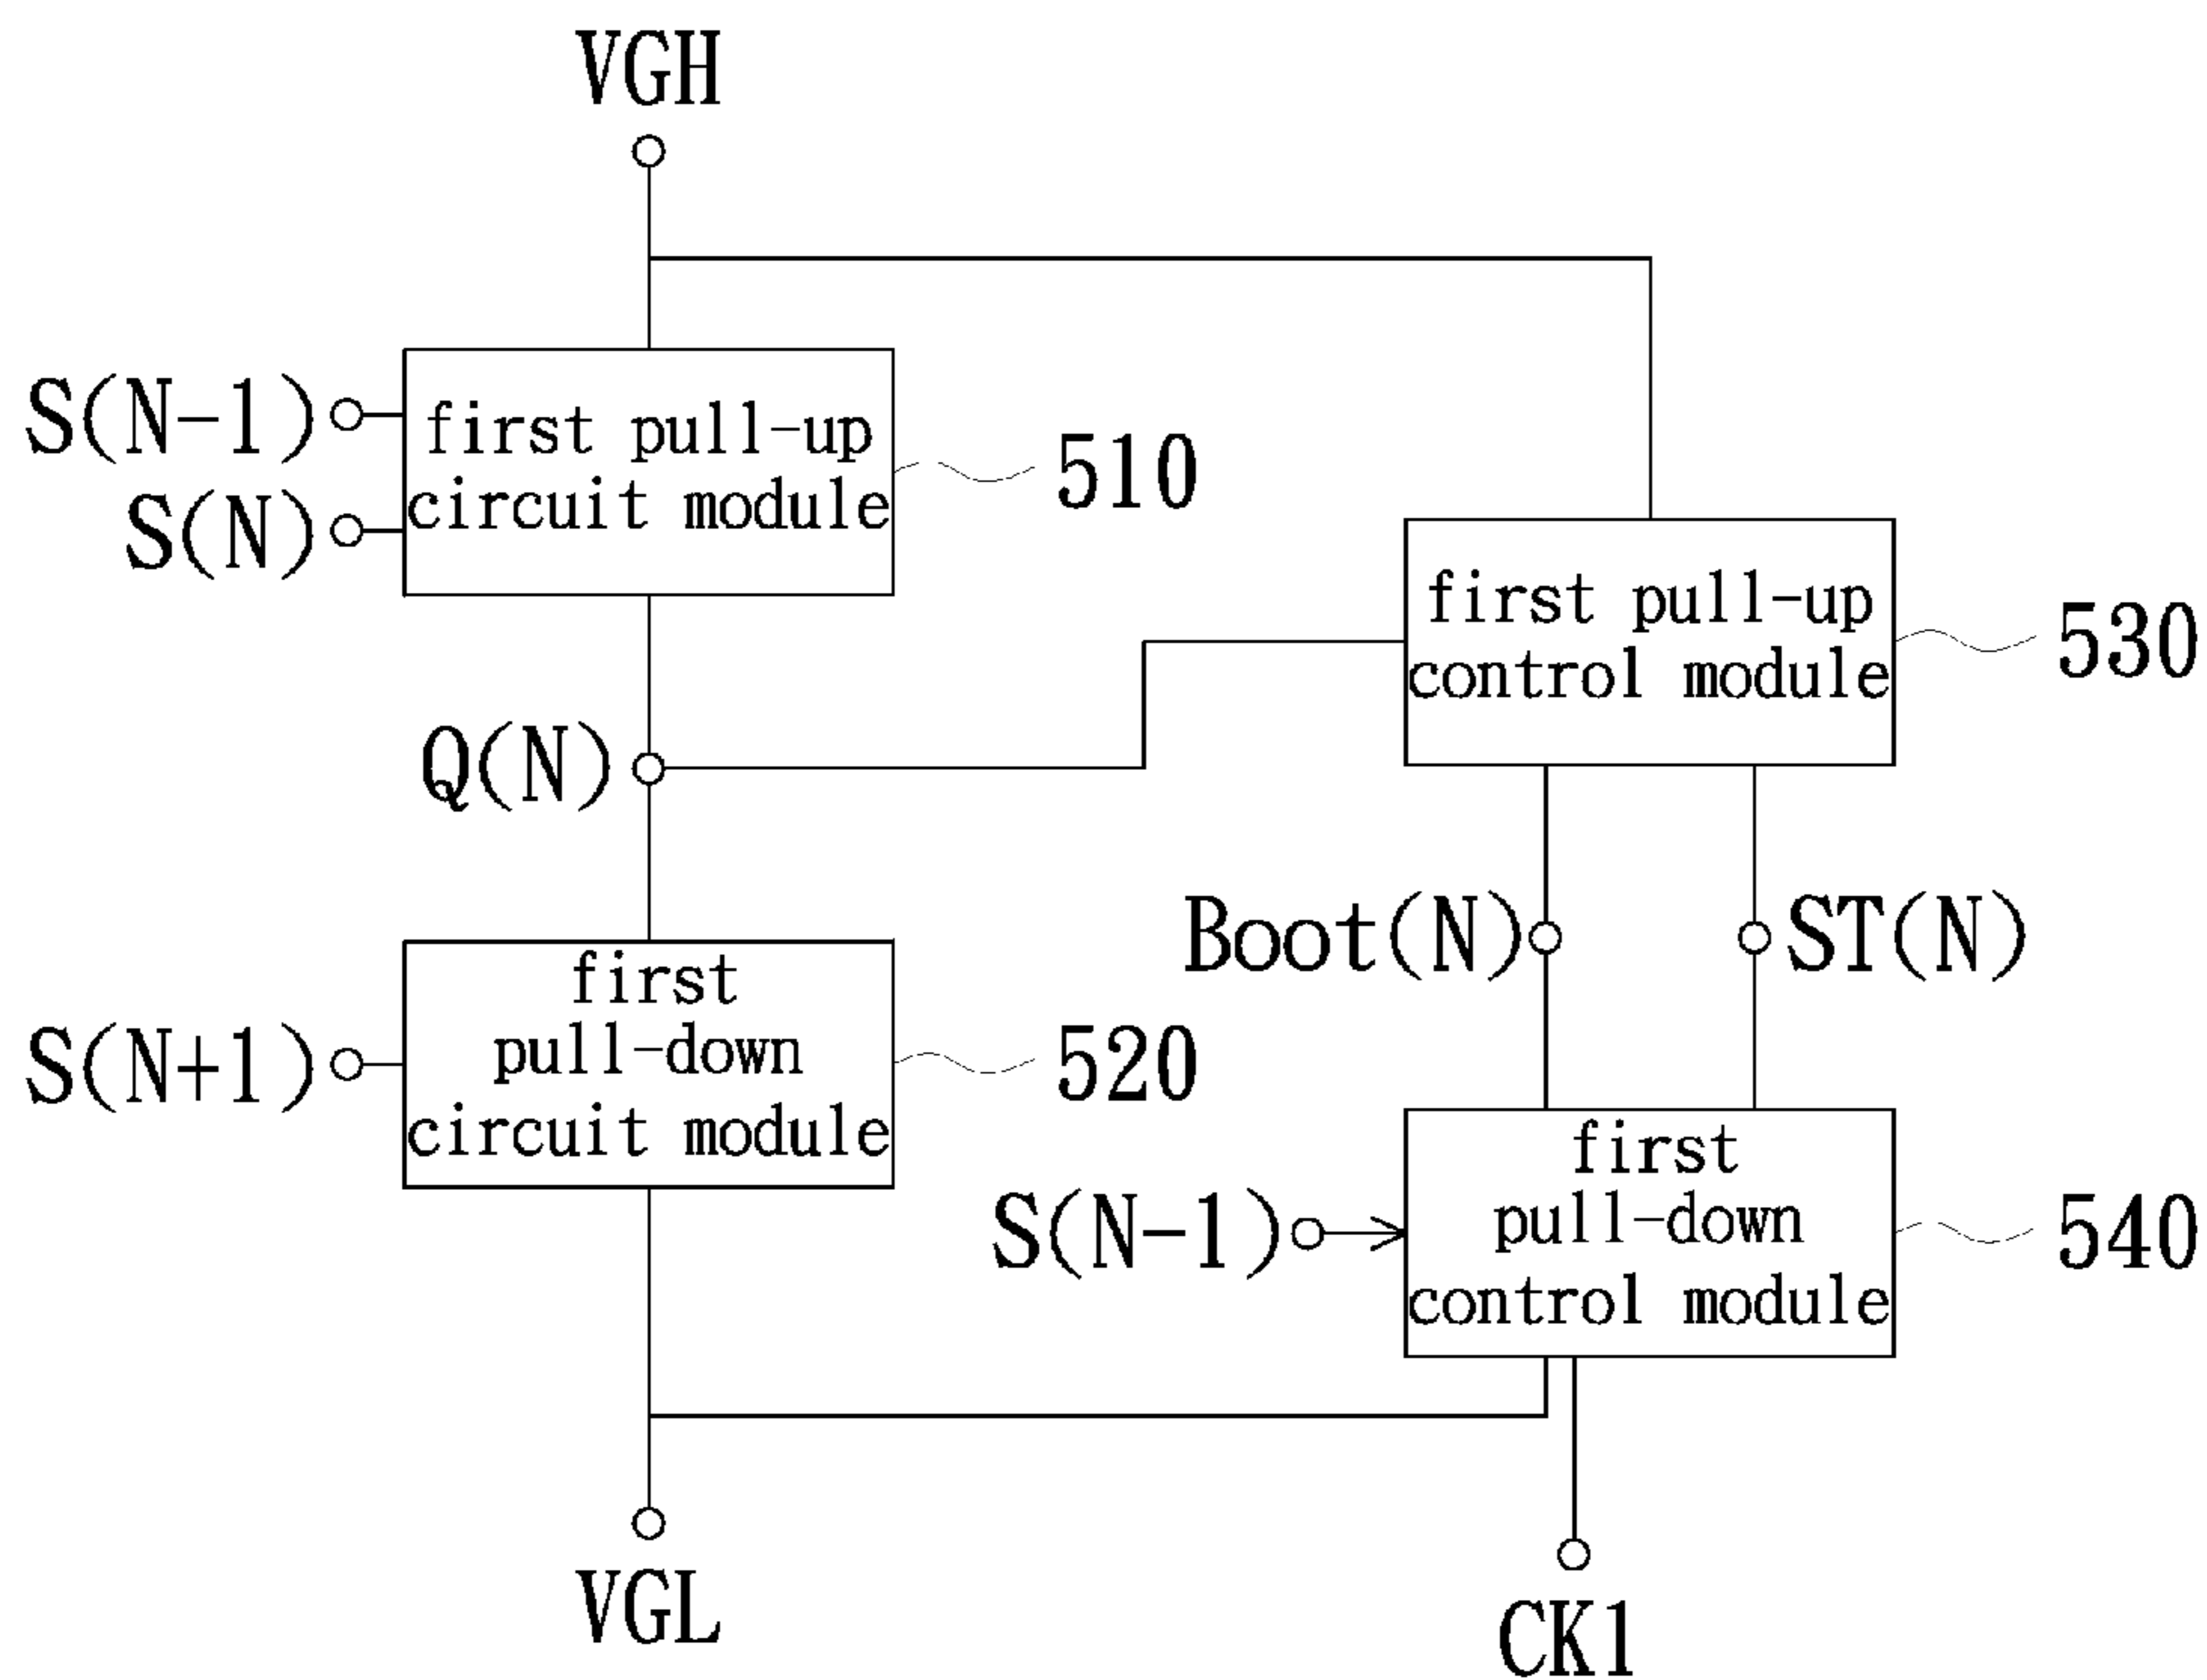 VGH
S(N-1)
S(N)
first pull-up
circuit module
510
first pull-up
control module
530
Q(N)
Boot(N)
ST(N)
S(N+1)
first
pull-down
circuit module
520
S(N-1)
first
pull-down
control module
540
VGL
CK1